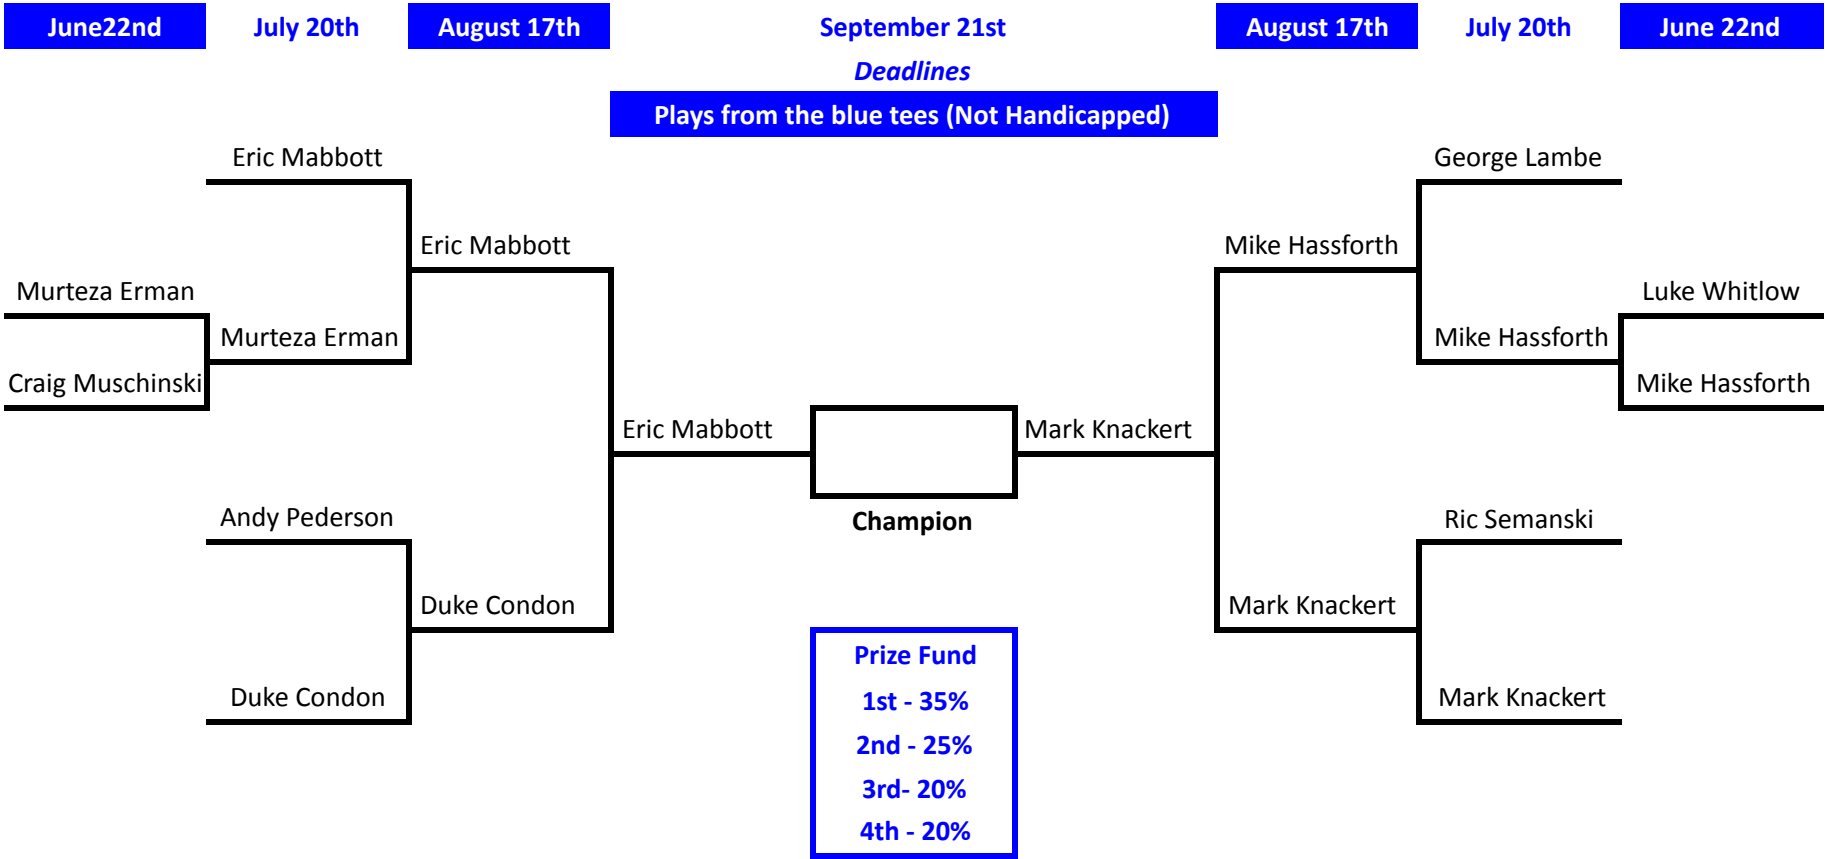 June22nd July 20th August 17th September 21st August 17th July 20th June 22nd
Deadlines
Plays from the blue tees (Not Handicapped)
Eric Mabbott George Lambe
Eric Mabbott Mike Hassforth
Murteza Erman Luke Whitlow
Murteza Erman Mike Hassforth
Craig Muschinski Mike Hassforth
Eric Mabbott Mark Knackert
Andy Pederson Champion Ric Semanski
Duke Condon Mark Knackert
Prize Fund
1st - 35%
Duke Condon Mark Knackert
2nd - 25%
3rd- 20%
4th - 20%